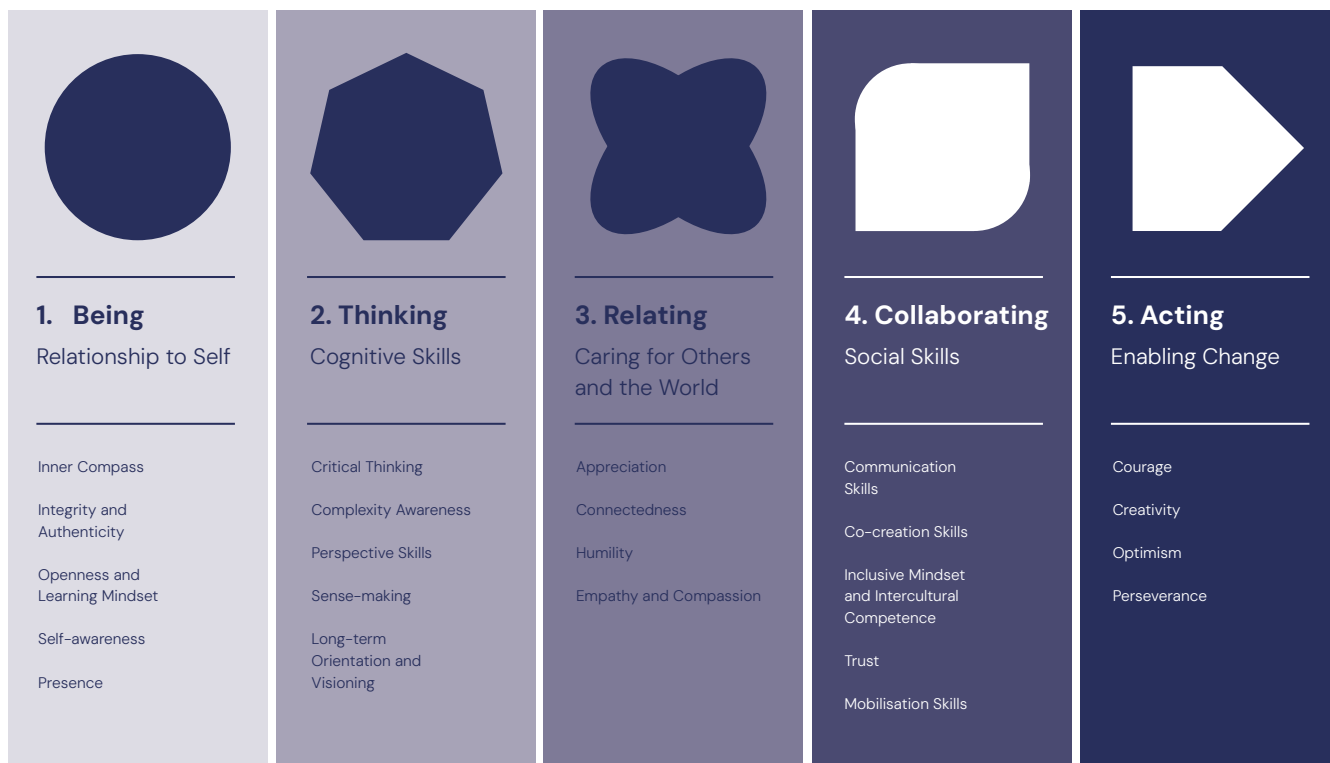 1. Being
Relationship to Self
Inner Compass
Integrity and
Authenticity
Openness and
Learning Mindset
Self-awareness
Presence
2. Thinking
Cognitive Skills
Critical Thinking
Complexity Awareness
Perspective Skills
Sense-making
Long-term
Orientation and
Visioning
3. Relating
Caring for Others
and the World
Appreciation
Connectedness
Humility
Empathy and Compassion
4. Collaborating
Social Skills
Communication
Skills
Co-creation Skills
Inclusive Mindset
and Intercultural
Competence
Trust
Mobilisation Skills
5. Acting
Enabling Change
Courage
Creativity
Optimism
Perseverance